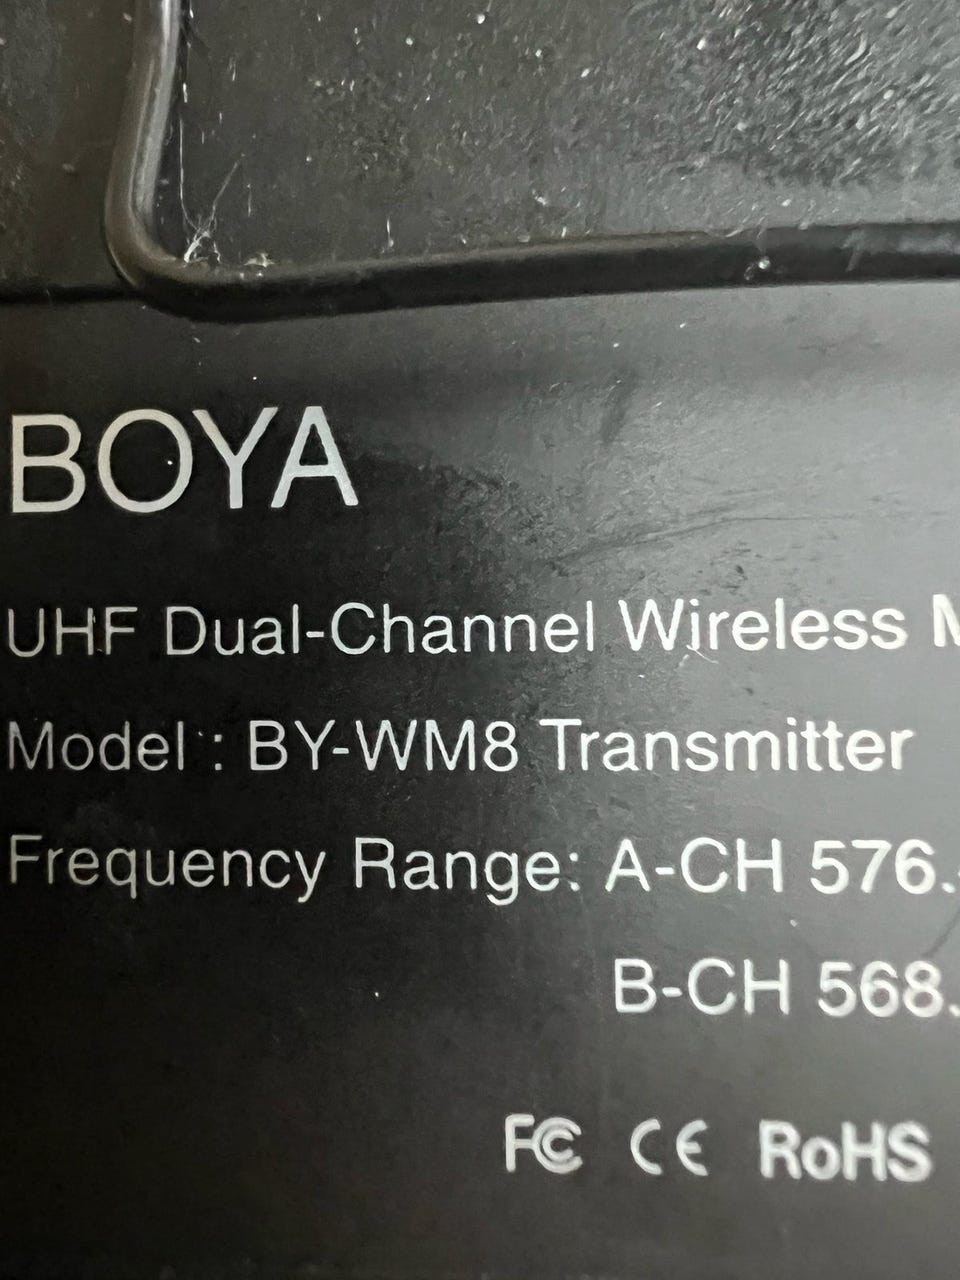 BOYA
UHF Dual-Channel Wireless
Model : BY-WM8 Transmitter
Frequency Range: A-CH 576.
B-CH 568.
FC CE RoHS